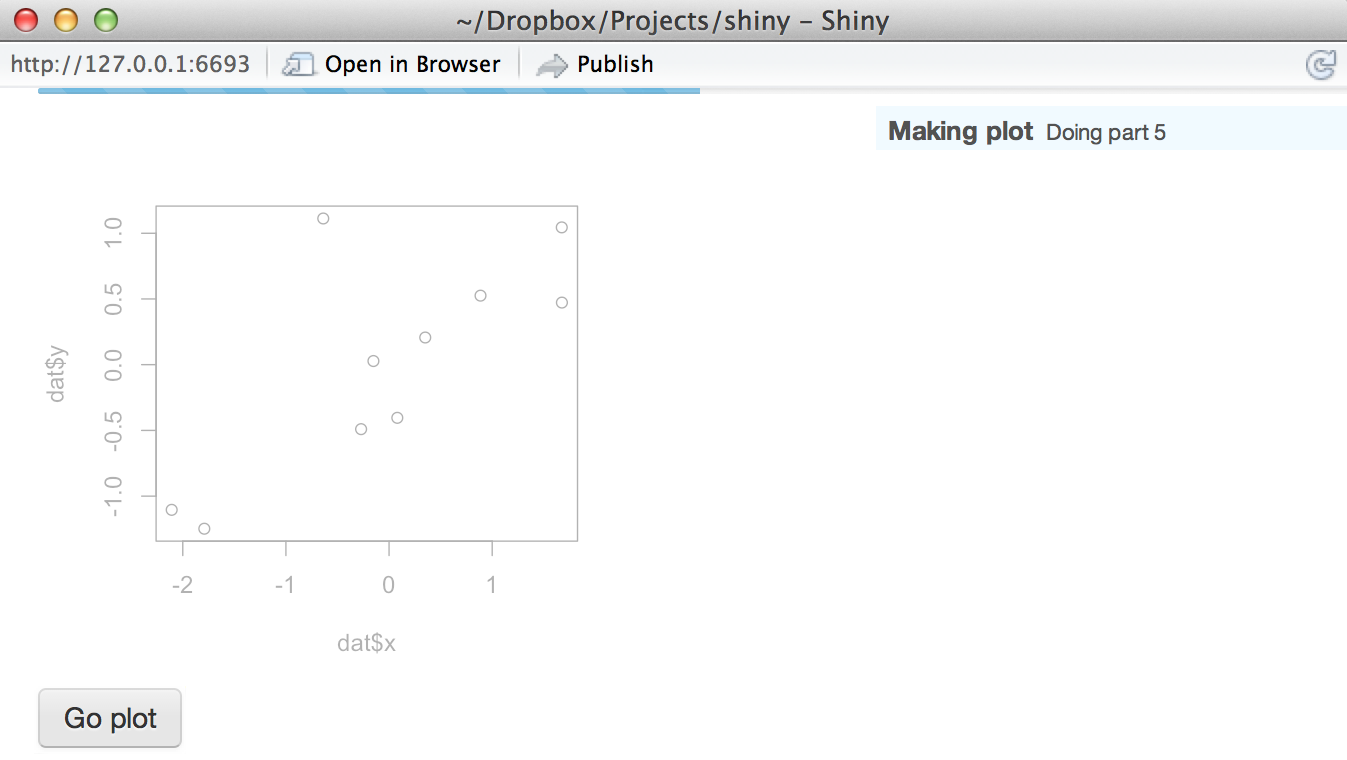 ~/Dropbox/Projects/shiny – Shiny
http://127.0.0.1:6693 Open in Browser Publish
Making plot Doing part 5
1.0
0.5
0.0
-0.5
-1.0
dat$y
-2 -1 0 1
dat$x
Go plot